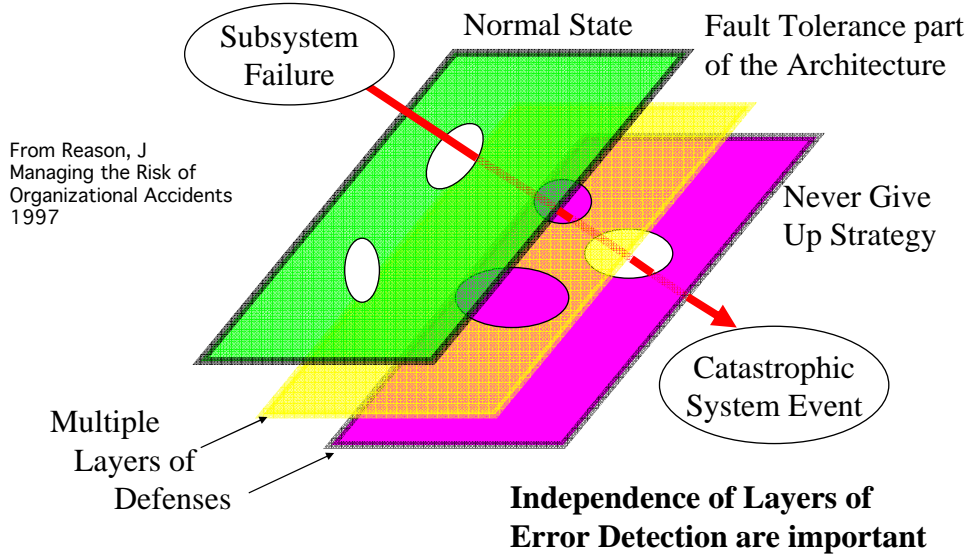 Subsystem
Failure
Normal State
Fault Tolerance part
of the Architecture
From Reason, J
Managing the Risk of
Organizational Accidents
1997
Never Give
Up Strategy
Catastrophic
System Event
Multiple
Layers of
Defenses
Independence of Layers of
Error Detection are important